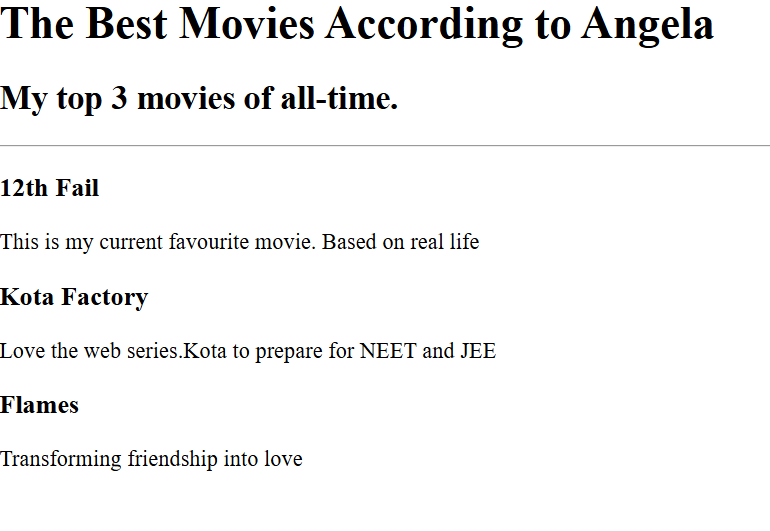 The Best Movies According to Angela
My top 3 movies of all-time.
12th Fail
This is my current favourite movie. Based on real life
Kota Factory
Love the web series.Kota to prepare for NEET and JEE
Flames
Transforming friendship into love